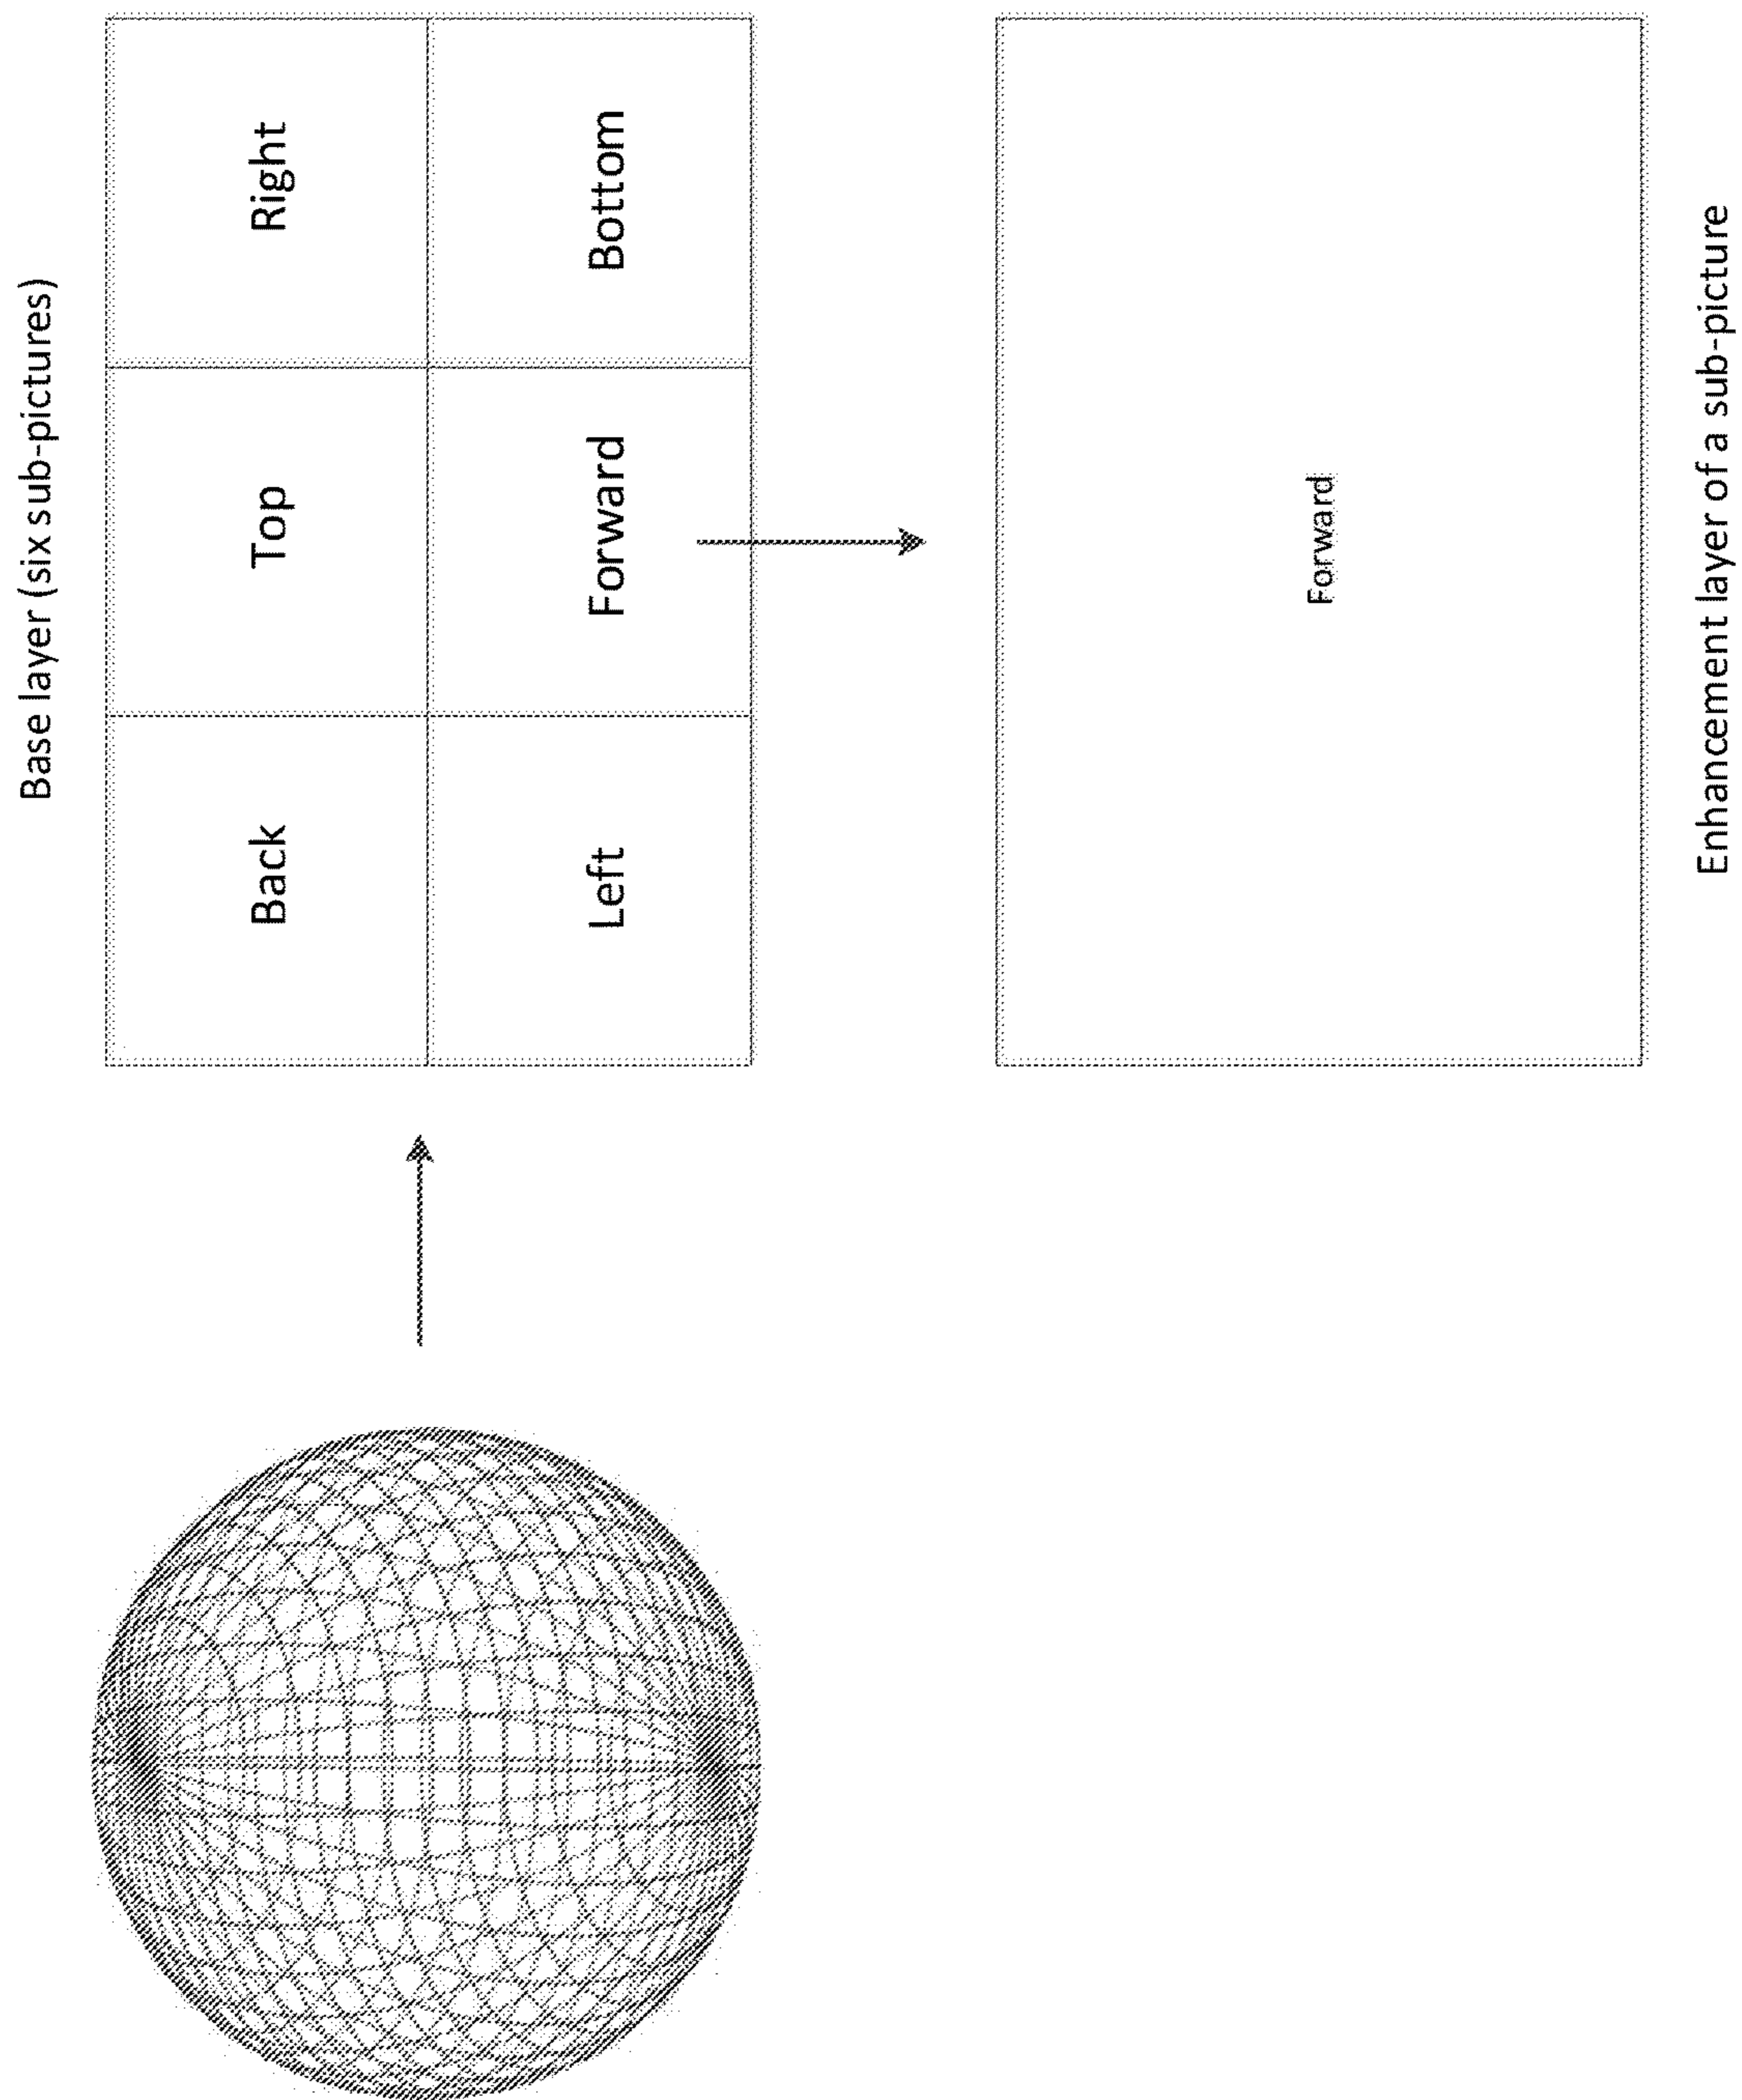 Base layer (six sub-pictures)
Back Top Right
Left Forward Bottom
Forward
Enhancement layer of a sub-picture